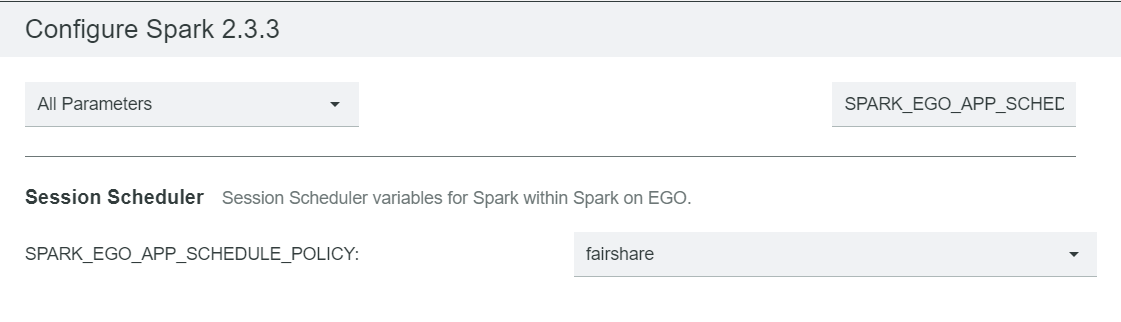 Configure Spark 2.3.3
All Parameters
SPARK_EGO_APP_SCHED
Session Scheduler Session Scheduler variables for Spark within Spark on EGO.
SPARK_EGO_APP_SCHEDULE_POLICY:
fairshare